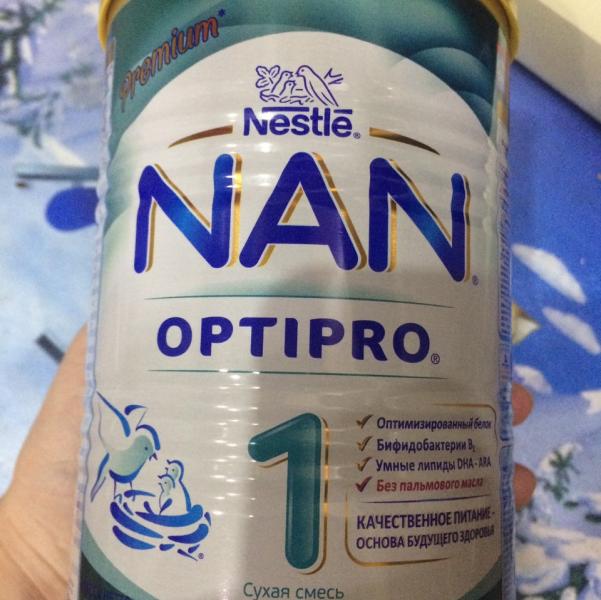 Premium*
Nestlé®
NAN®
OPTIPRO®
1
Оптимизированный белок
Бифидобактерии BL
Умные липиды DHA - ARA
Без пальмового масла
КАЧЕСТВЕННОЕ ПИТАНИЕ -
ОСНОВА БУДУЩЕГО ЗДОРОВЬЯ
Сухая смесь